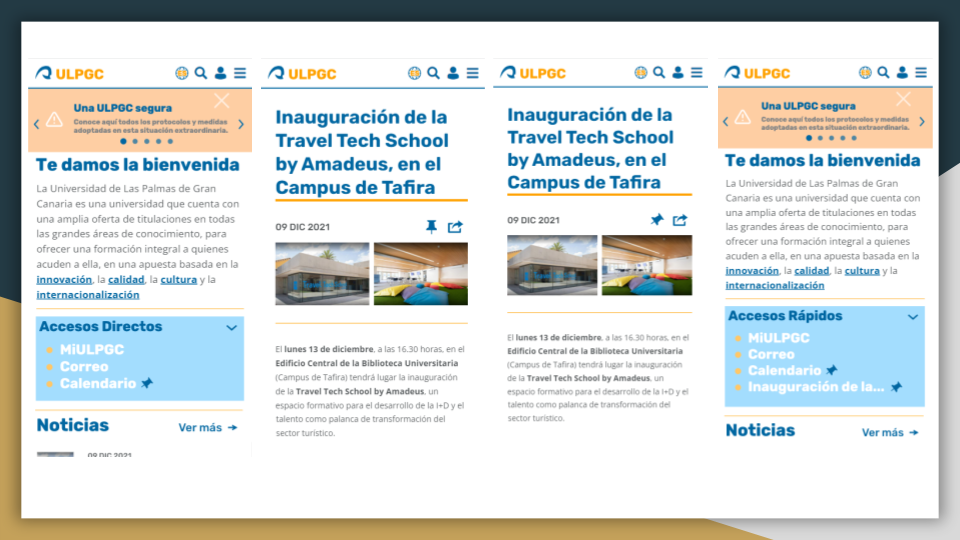 ULPGC
Una ULPGC segura
Conoce aquí todos los protocolos y medidas
adoptadas en esta situación extraordinaria.
Te damos la bienvenida
La Universidad de Las Palmas de Gran
Canaria es una universidad que cuenta con
una amplia oferta de titulaciones en todas
las grandes áreas de conocimiento, para
ofrecer una formación integral a quienes
acuden a ella, en una apuesta basada en la
innovación, la calidad, la cultura y la
internacionalización
Accesos Directos
MiULPGC
Correo
Calendario
Noticias
Ver más →
09 DIC 2021
ULPGC
Inauguración de la
Travel Tech School
by Amadeus, en el
Campus de Tafira
09 DIC 2021
El lunes 13 de diciembre, a las 16.30 horas, en el
Edificio Central de la Biblioteca Universitaria
(Campus de Tafira) tendrá lugar la inauguración
de la Travel Tech School by Amadeus, un
espacio formativo para el desarrollo de la I+D y el
talento como palanca de transformación del
sector turístico.
ULPGC
Inauguración de la
Travel Tech School
by Amadeus, en el
Campus de Tafira
09 DIC 2021
El lunes 13 de diciembre, a las 16.30 horas, en el
Edificio Central de la Biblioteca Universitaria
(Campus de Tafira) tendrá lugar la inauguración
de la Travel Tech School by Amadeus, un
espacio formativo para el desarrollo de la I+D y el
talento como palanca de transformación del
sector turístico.
ULPGC
Una ULPGC segura
Conoce aquí todos los protocolos y medidas
adoptadas en esta situación extraordinaria.
Te damos la bienvenida
La Universidad de Las Palmas de Gran
Canaria es una universidad que cuenta con
una amplia oferta de titulaciones en todas
las grandes áreas de conocimiento, para
ofrecer una formación integral a quienes
acuden a ella, en una apuesta basada en la
innovación, la calidad, la cultura y la
internacionalización
Accesos Rápidos
MiULPGC
Correo
Calendario
Inauguración de la...
Noticias
Ver más →